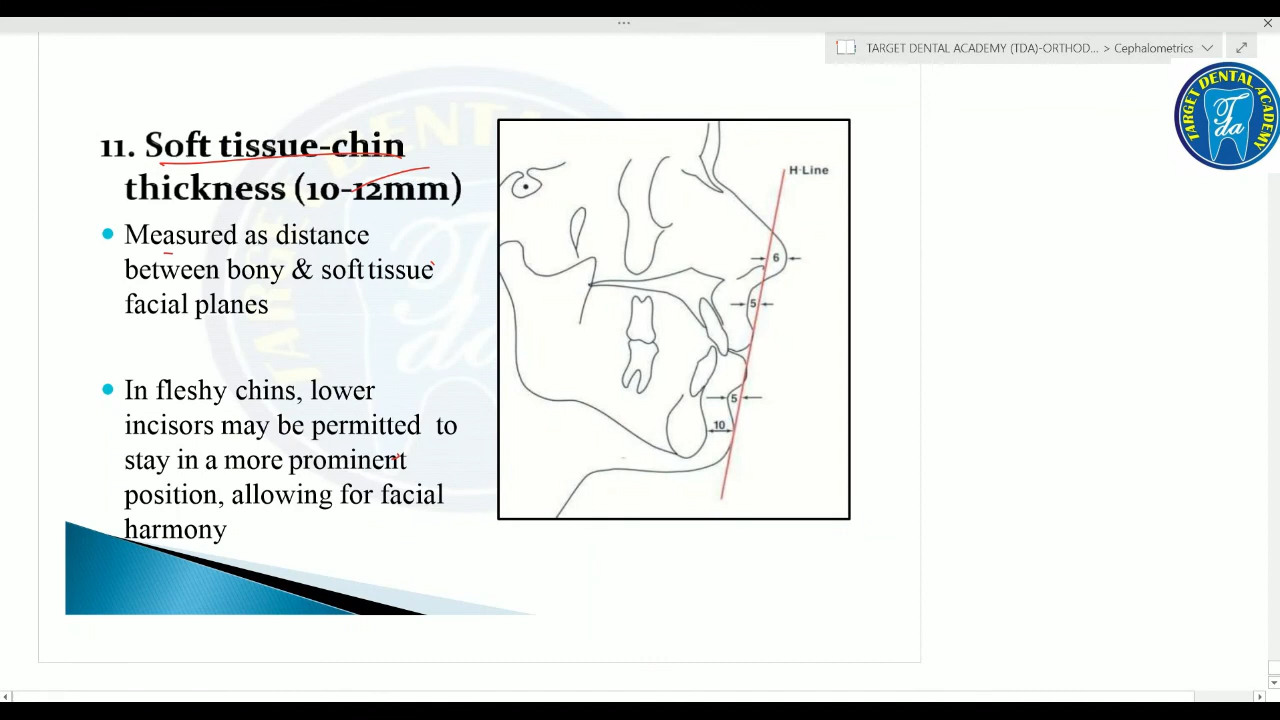 TARGET DENTAL ACADEMY (TDA)-ORTHOD... > Cephalometrics
TARGET DENTAL ACADEMY
Tda
11. Soft tissue-chin
thickness (10-12mm)
• Measured as distance
between bony & soft tissue
facial planes
• In fleshy chins, lower
incisors may be permitted to
stay in a more prominent
position, allowing for facial
harmony
H-Line
6
5
5
10